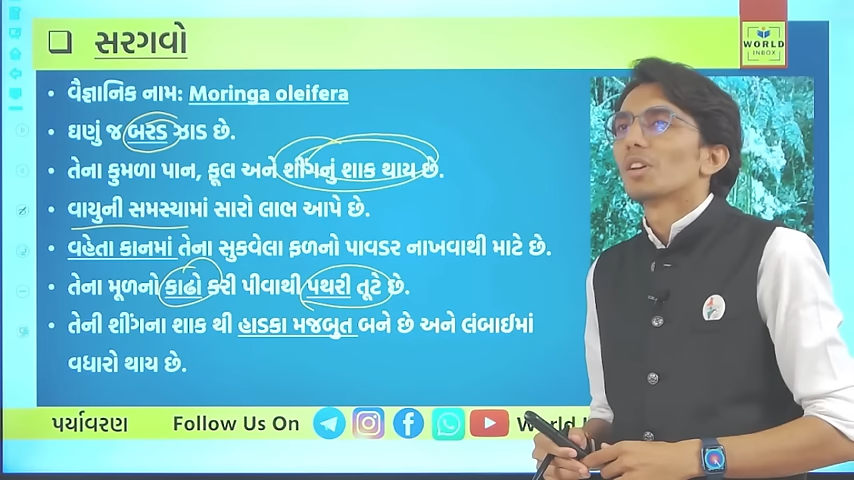 ❑ સરગવો
WORLD
INBOX
• વૈજ્ઞાનિક નામ: Moringa oleifera
• ઘણું જ બરડ ઝાડ છે.
• તેના કુમળા પાન, ફૂલ અને શીંગનું શાક થાય છે.
• વાયુની સમસ્યામાં સારો લાભ આપે છે.
• વહેતા કાનમાં તેના સુકવેલા ફળનો પાવડર નાખવાથી માટે છે.
• તેના મૂળનો કાઢો કરી પીવાથી પથરી તૂટે છે.
• તેની શીંગના શાક થી હાડકા મજબુત બને છે અને લંબાઈમાં
વધારો થાય છે.
પર્યાવરણ Follow Us On World